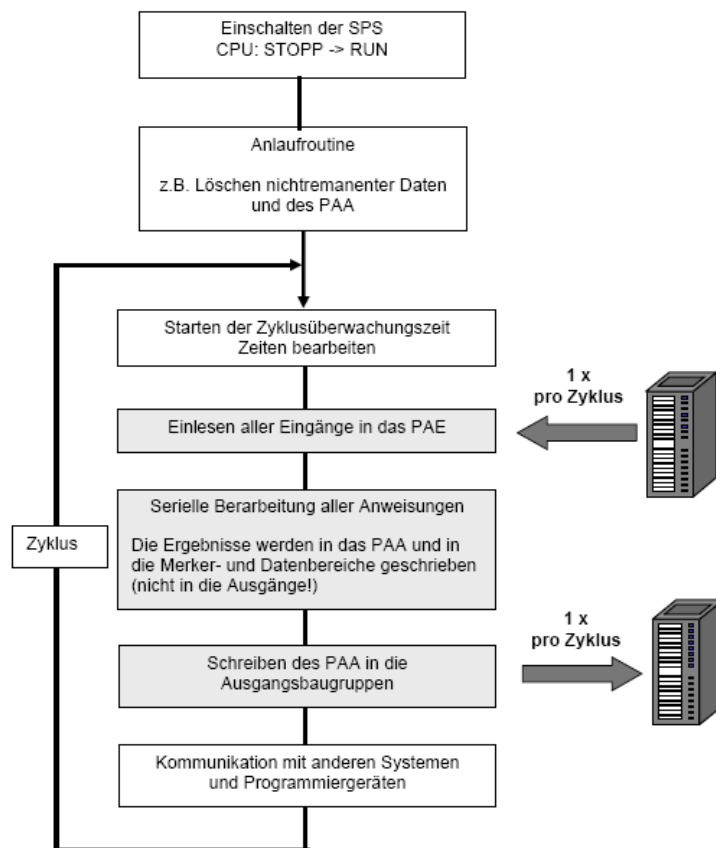 Einschalten der SPS
CPU: STOPP -> RUN
Anlaufroutine
z.B. Löschen nichtremanenter Daten
und des PAA
Starten der Zyklusüberwachungszeit
Zeiten bearbeiten
1 x
pro Zyklus
Einlesen aller Eingänge in das PAE
Serielle Berarbeitung aller Anweisungen
Die Ergebnisse werden in das PAA und in
die Merker- und Datenbereiche geschrieben
(nicht in die Ausgänge!)
Zyklus
1 x
pro Zyklus
Schreiben des PAA in die
Ausgangsbaugruppen
Kommunikation mit anderen Systemen
und Programmiergeräten